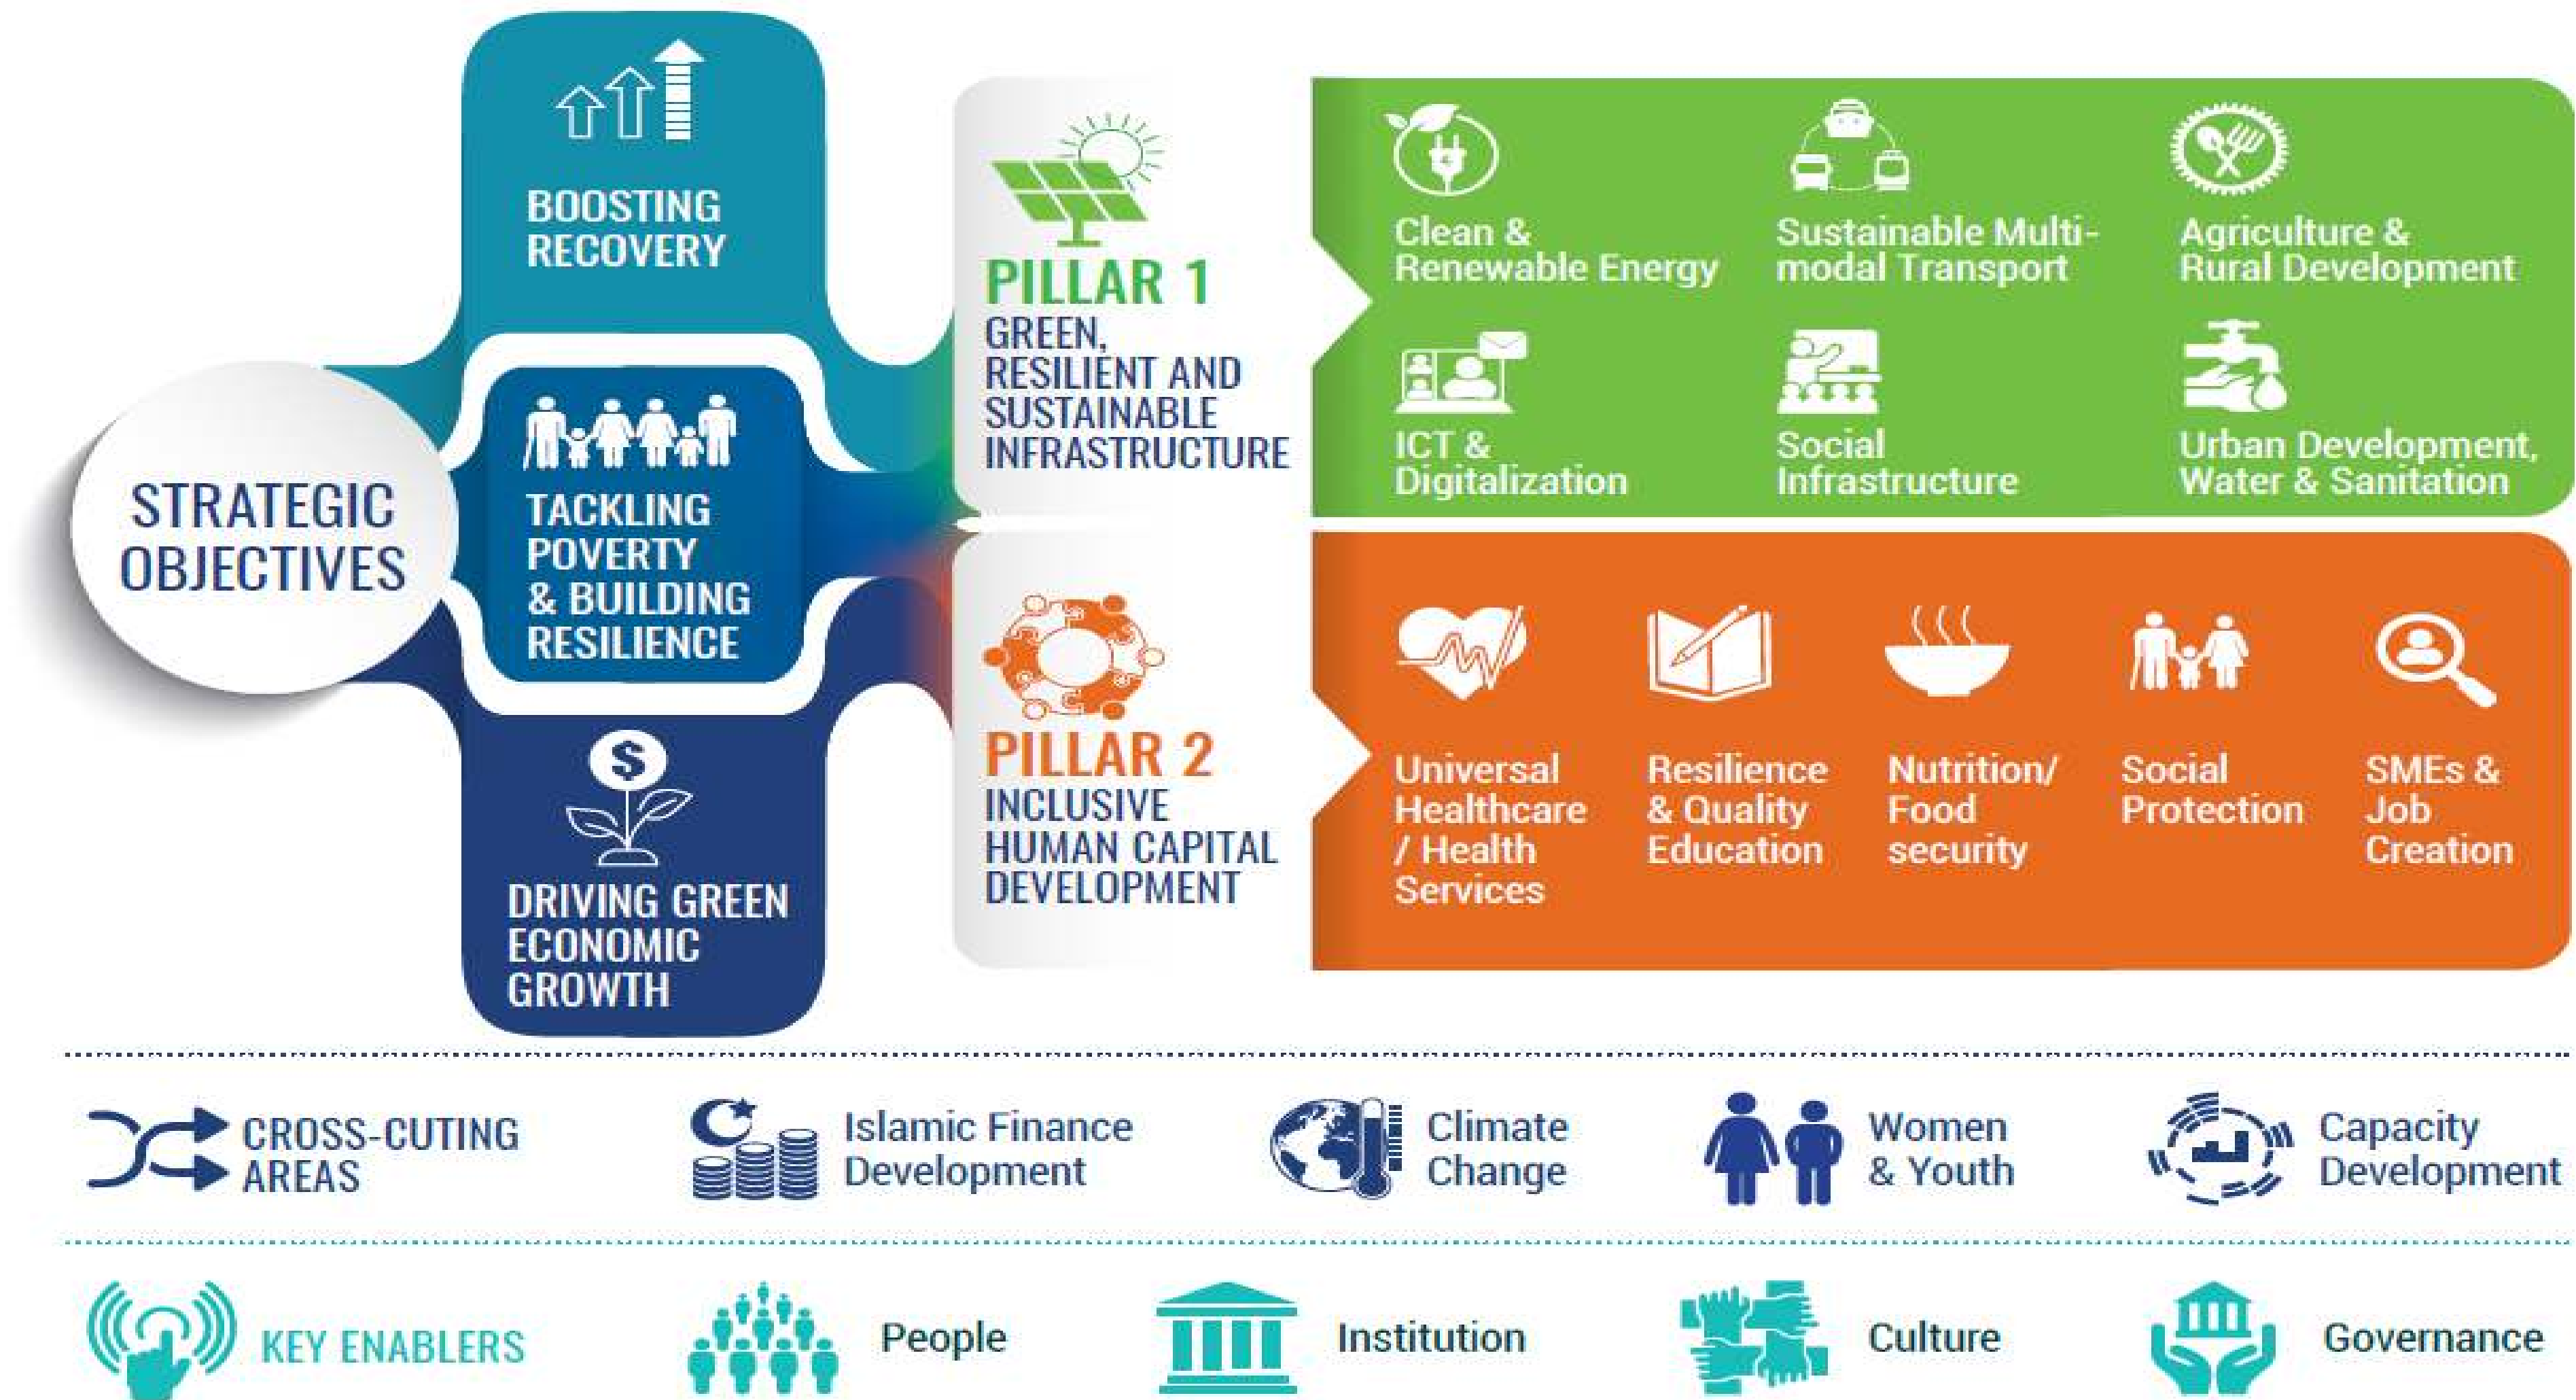 STRATEGIC
OBJECTIVES
BOOSTING
RECOVERY
TACKLING
POVERTY
& BUILDING
RESILIENCE
$
DRIVING GREEN
ECONOMIC
GROWTH
PILLAR 1
GREEN,
RESILIENT AND
SUSTAINABLE
INFRASTRUCTURE
Clean &
Renewable Energy
Sustainable Multi-
modal Transport
Agriculture &
Rural Development
ICT &
Digitalization
Social
Infrastructure
Urban Development,
Water & Sanitation
PILLAR 2
INCLUSIVE
HUMAN CAPITAL
DEVELOPMENT
Universal
Healthcare
/ Health
Services
Resilience
& Quality
Education
Nutrition/
Food
security
Social
Protection
SMEs &
Job
Creation
CROSS-CUTING
AREAS
Islamic Finance
Development
Climate
Change
Women
& Youth
Capacity
Development
KEY ENABLERS
People
Institution
Culture
Governance